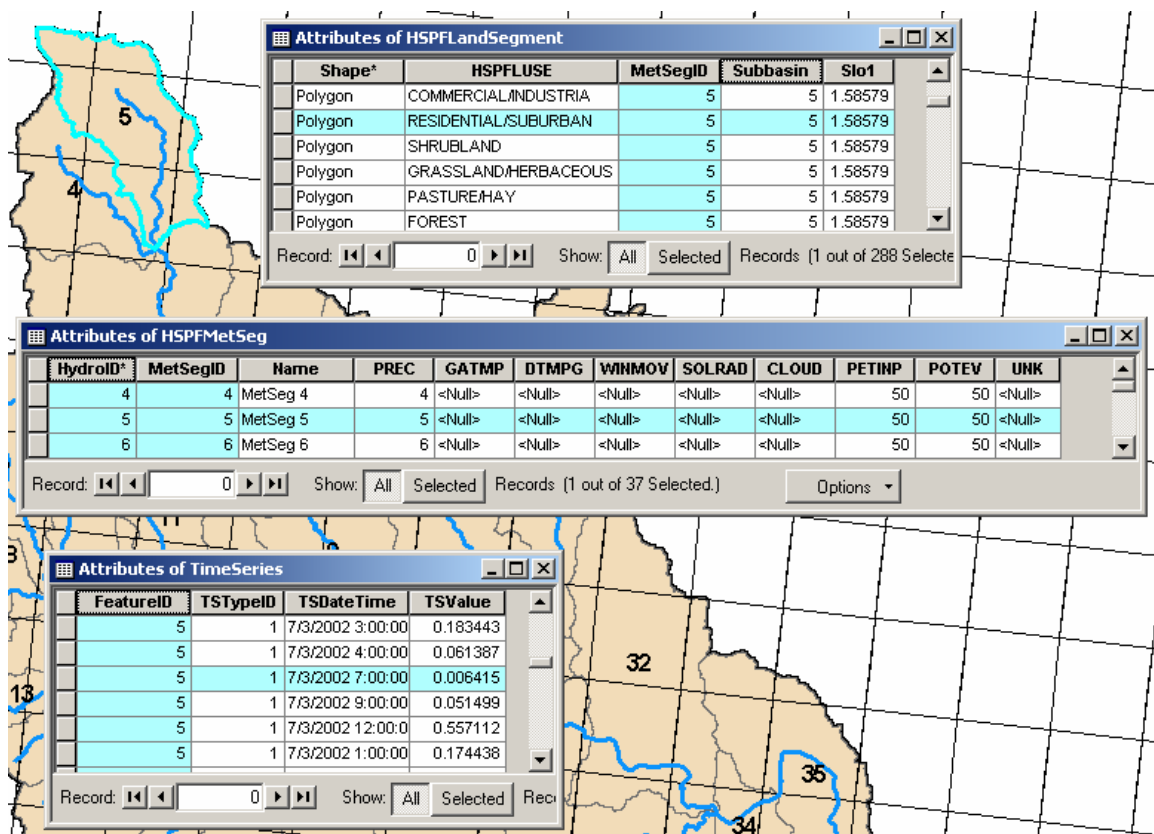 Attributes of HSPFLandSegment
Shape* HSPFLUSE MetSegID Subbasin Slo1
Polygon COMMERCIAL/INDUSTRIA 5 5 1.58579
Polygon RESIDENTIAL/SUBURBAN 5 5 1.58579
Polygon SHRUBLAND 5 5 1.58579
Polygon GRASSLAND/HERBACEOUS 5 5 1.58579
Polygon PASTURE/HAY 5 5 1.58579
Polygon FOREST 5 5 1.58579
Record: 0 Show: All Selected Records (1 out of 288 Selecte
5
4
Attributes of HSPFMetSeg
HydroID* MetSegID Name PREC GATMP DTMPG WINMOV SOLRAD CLOUD PETINP POTEV UNK
4 4 MetSeg 4 4 <Null> <Null> <Null> <Null> <Null> 50 50 <Null>
5 5 MetSeg 5 5 <Null> <Null> <Null> <Null> <Null> 50 50 <Null>
6 6 MetSeg 6 6 <Null> <Null> <Null> <Null> <Null> 50 50 <Null>
Record: 0 Show: All Selected Records (1 out of 37 Selected.) Options
Attributes of TimeSeries
FeatureID TSTypeID TSDateTime TSValue
5 1 7/3/2002 3:00:00 0.183443
5 1 7/3/2002 4:00:00 0.061387
5 1 7/3/2002 7:00:00 0.006415
5 1 7/3/2002 9:00:00 0.051499
5 1 7/3/2002 12:00:0 0.557112
5 1 7/3/2002 1:00:00 0.174438
Record: 0 Show: All Selected Rec
13
32
35
34